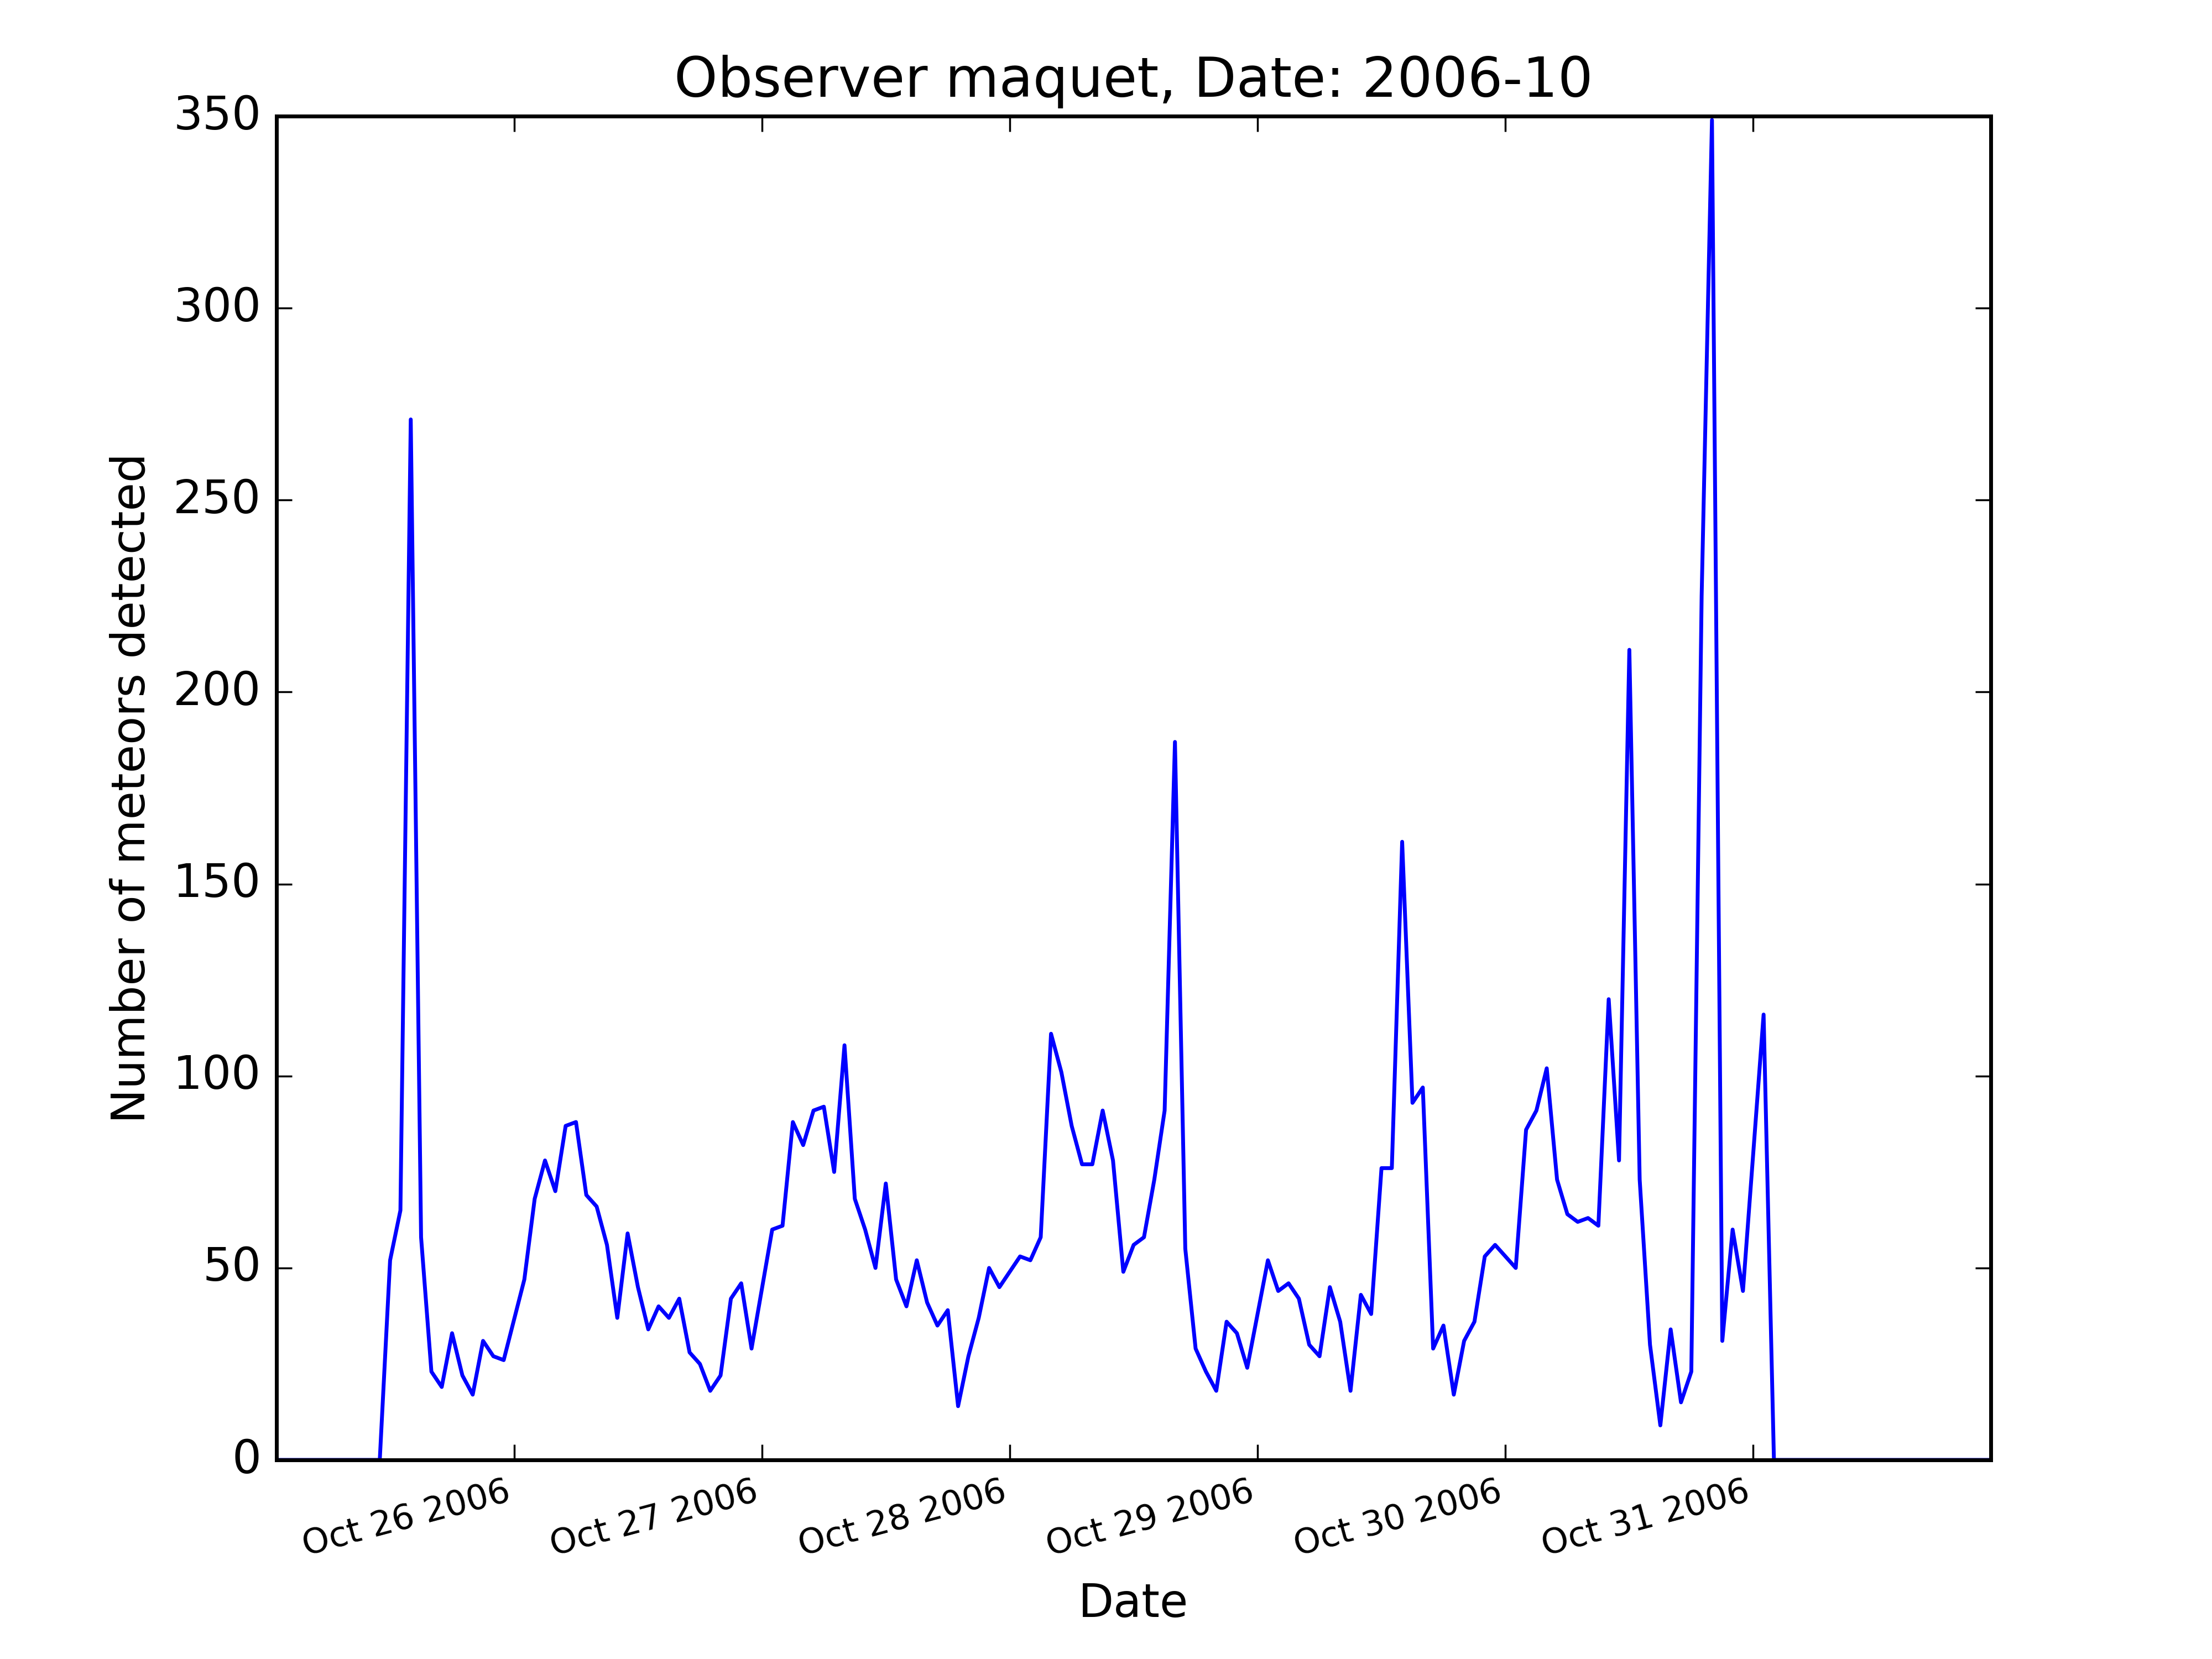 Observer maquet, Date: 2006-10
Number of meteors detected
350
300
250
200
150
100
50
0
Oct 26 2006
Oct 27 2006
Oct 28 2006
Oct 29 2006
Oct 30 2006
Oct 31 2006
Date